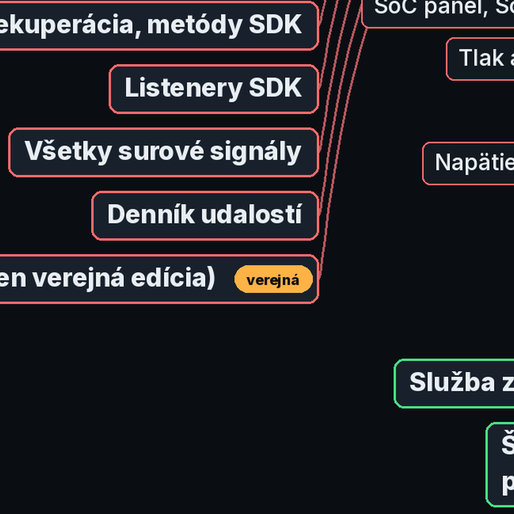 ekuperácia, metódy SDK
SoC panel, So
Tlak a
Listenery SDK
Všetky surové signály
Napätie
Denník udalostí
en verejná edícia)
verejná
Služba z
Š
p